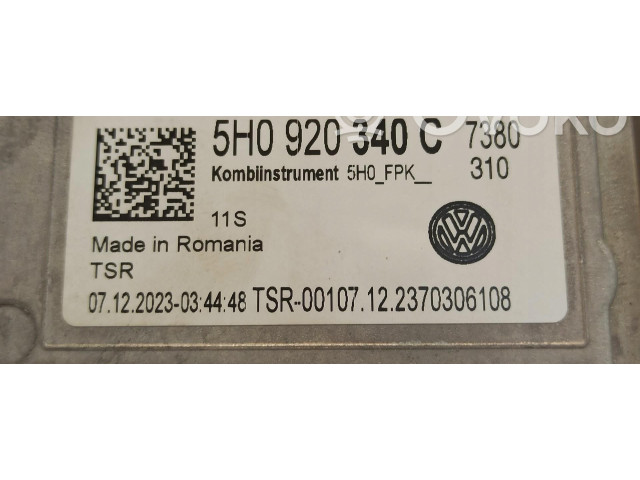 5H0 920 340 C 7380
Kombiinstrument 5H0_FPK__ 310
11S
Made in Romania
TSR
07.12.2023-03:44:48 TSR-00107.12.2370306108